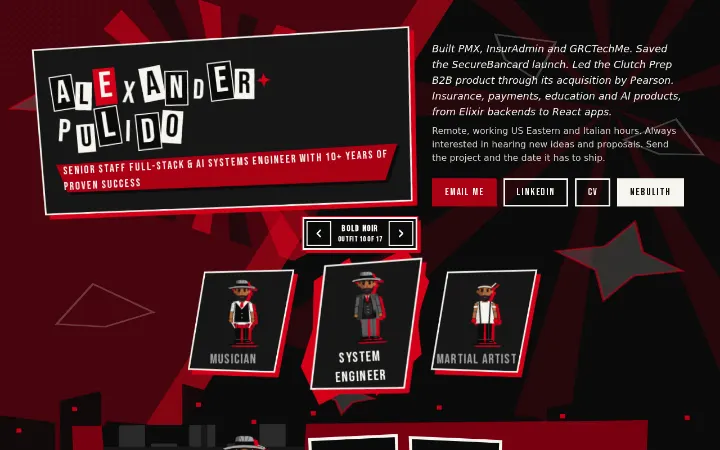 ALEXANDER
PULIDO
SENIOR STAFF FULL-STACK & AI SYSTEMS ENGINEER WITH 10+ YEARS OF
PROVEN SUCCESS
Built PMX, InsurAdmin and GRCTechMe. Saved
the SecureBancard launch. Led the Clutch Prep
B2B product through its acquisition by Pearson.
Insurance, payments, education and AI products,
from Elixir backends to React apps.
Remote, working US Eastern and Italian hours. Always
interested in hearing new ideas and proposals. Send
the project and the date it has to ship.
EMAIL ME
LINKEDIN
CV
NEBULITH
BOLD NOIR
OUTFIT 10 OF 17
MUSICIAN
SYSTEM
ENGINEER
MARTIAL ARTIST